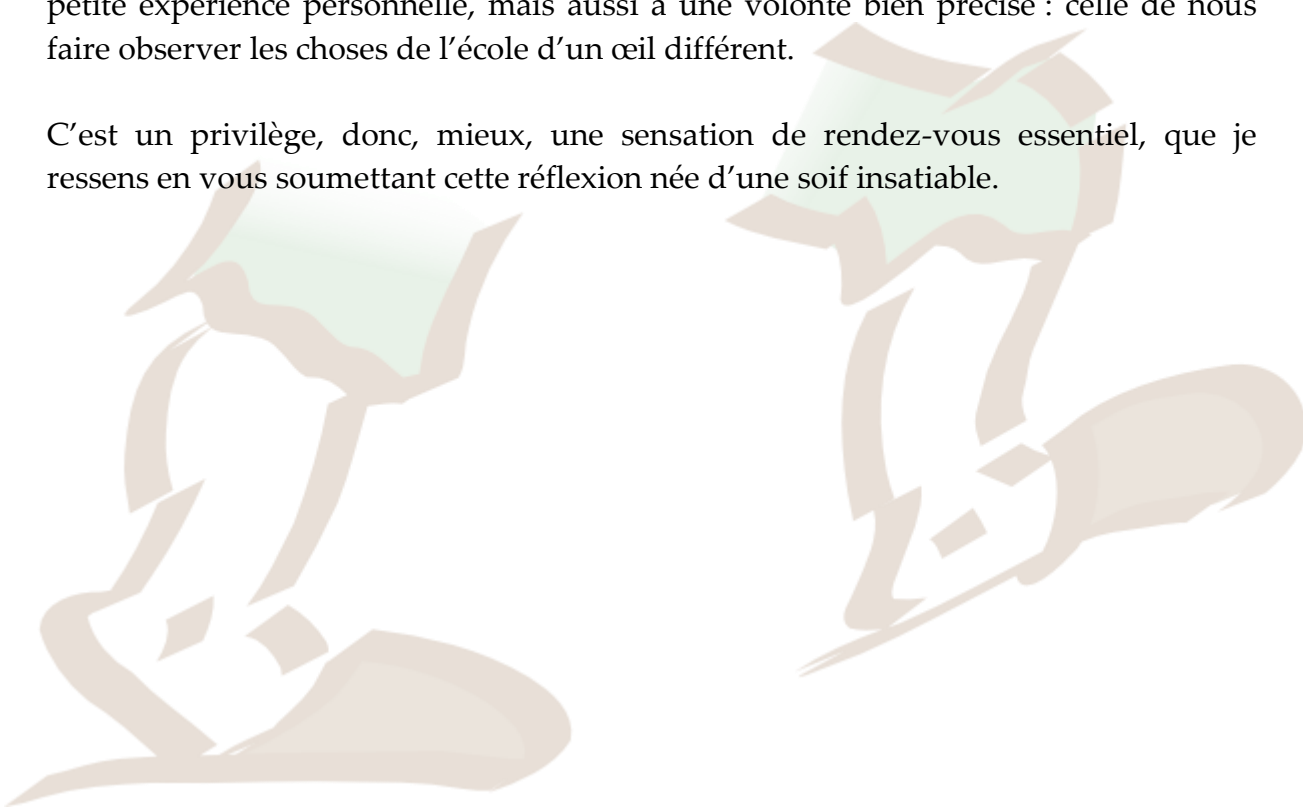 petite expérience personnelle, mais aussi à une volonté bien précise : celle de nous
faire observer les choses de l’école d’un œil différent.
C’est un privilège, donc, mieux, une sensation de rendez-vous essentiel, que je
ressens en vous soumettant cette réflexion née d’une soif insatiable.